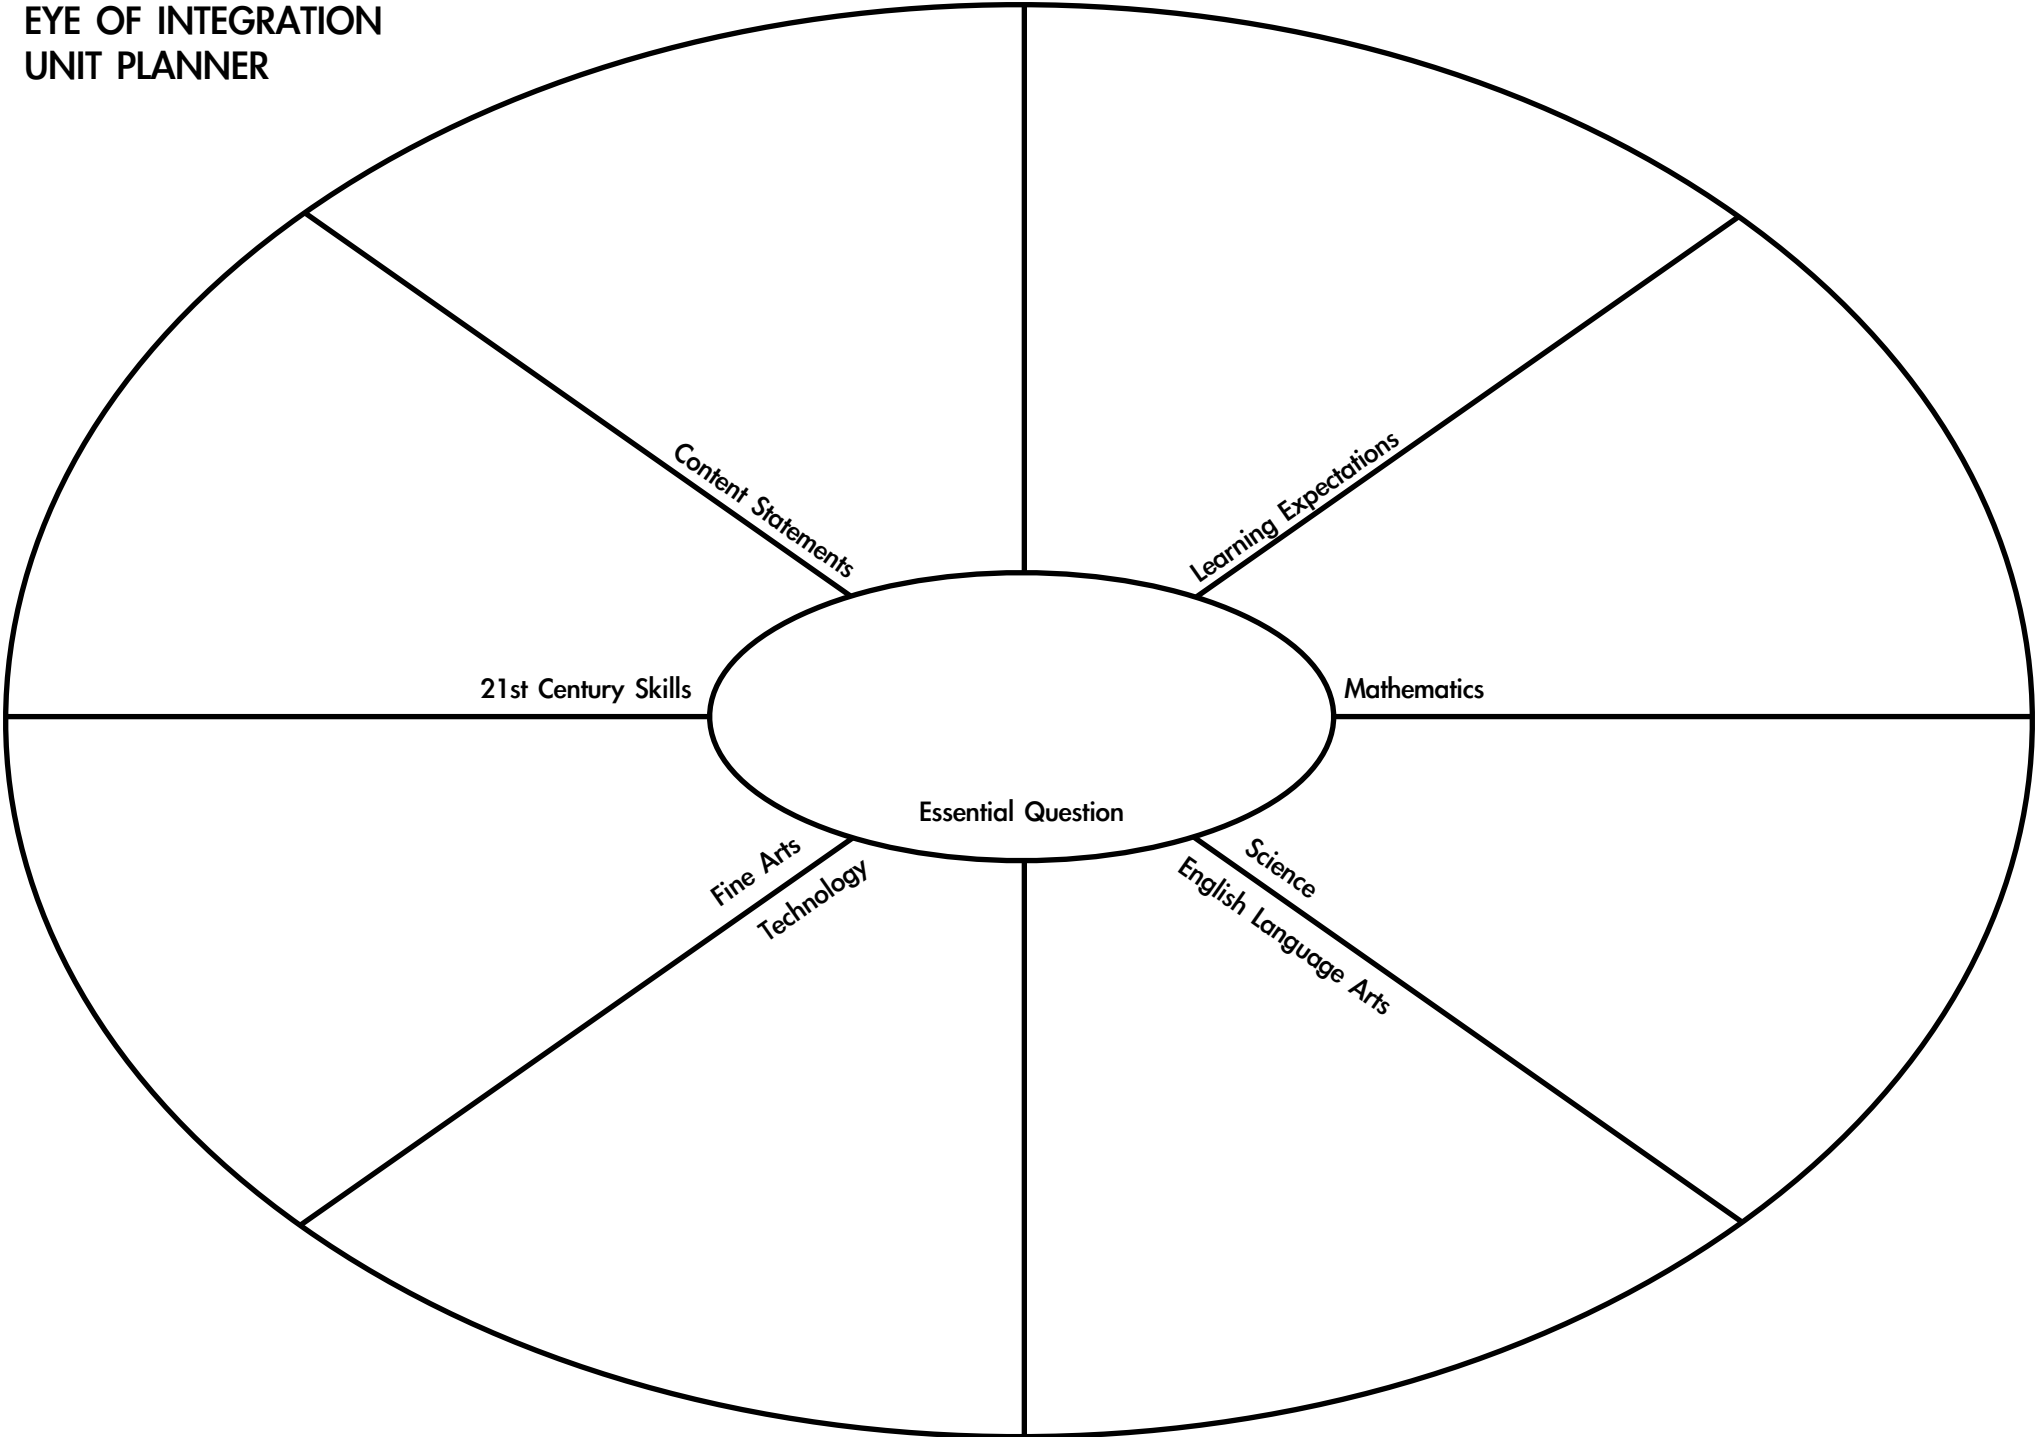 EYE OF INTEGRATION
UNIT PLANNER
Content Statements
Learning Expectations
21st Century Skills
Mathematics
Essential Question
Fine Arts
Technology
Science
English Language Arts